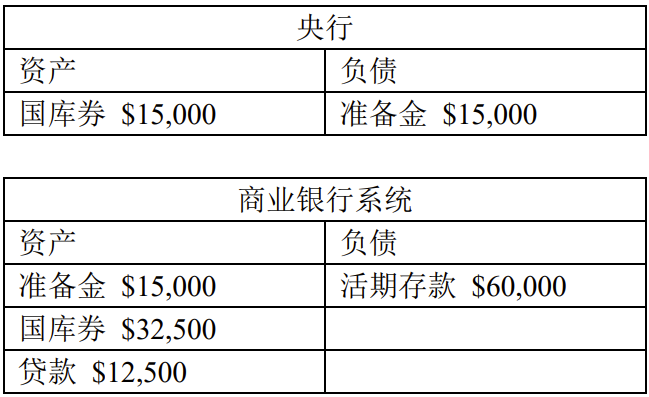 央行
资产 负债
国库券 $15,000 准备金 $15,000
商业银行系统
资产 负债
准备金 $15,000 活期存款 $60,000
国库券 $32,500
贷款 $12,500